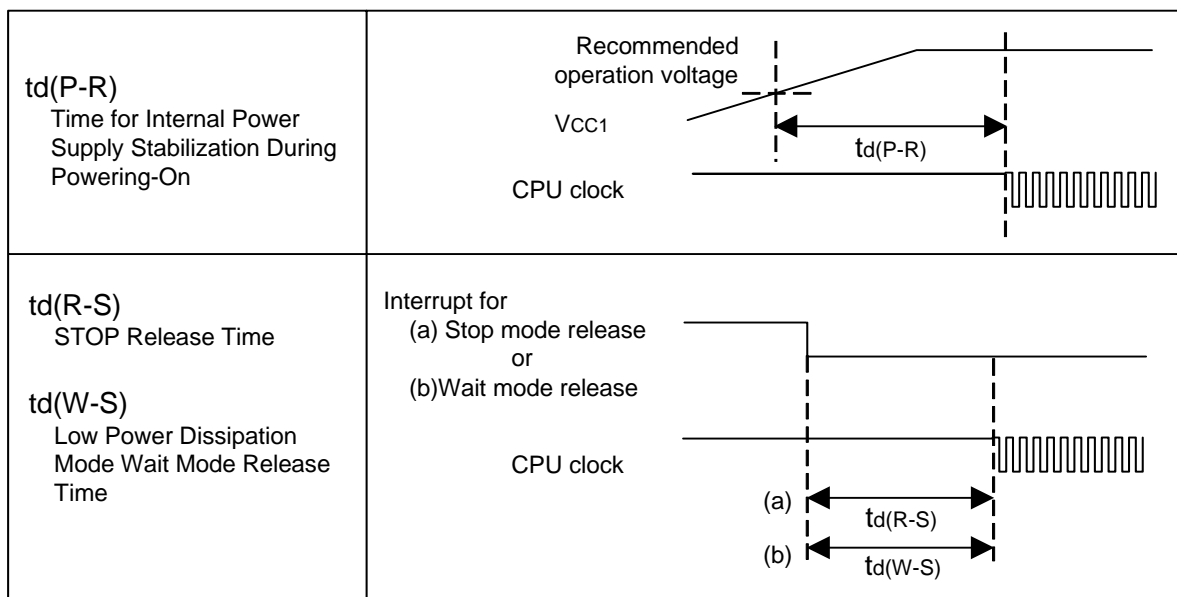 td(P-R)
Time for Internal Power
Supply Stabilization During
Powering-On
Recommended
operation voltage
VCC1
td(P-R)
CPU clock
td(R-S)
STOP Release Time
td(W-S)
Low Power Dissipation
Mode Wait Mode Release
Time
Interrupt for
(a) Stop mode release
or
(b)Wait mode release
CPU clock
(a)
td(R-S)
(b)
td(W-S)